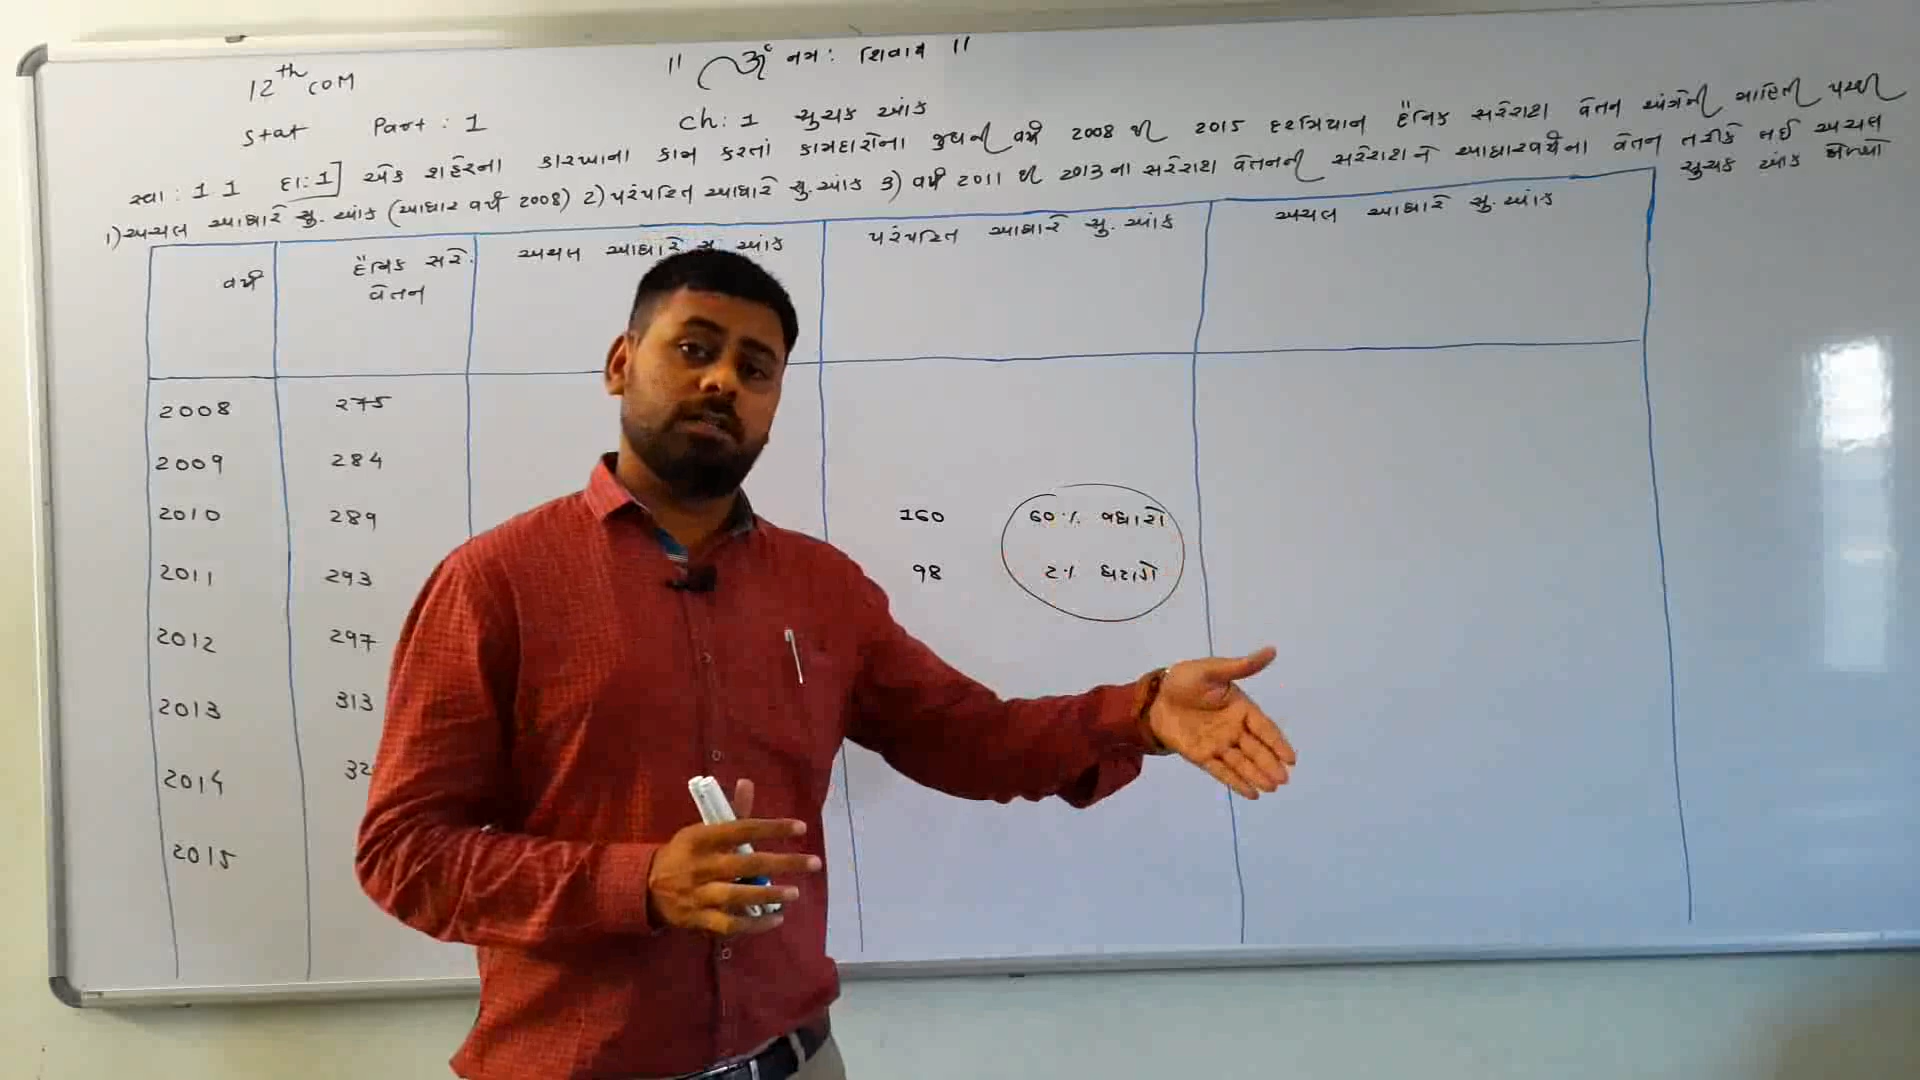 ॥ ૐ નમ: શિવાય ॥
12th COM
Stat Part : 1 Ch: 1 સુચક આંક
સ્વા : 1.1 દા:1] એક શહેરના કારખાના કામ કરતાં કામદારોના જુથની વર્ષ 2008 થી 2015 દરમિયાન દૈનિક સરેરાશ વેતન અંગેની માહિતી પરથી
1) અચલ આધારે સુ. આંક (આધાર વર્ષ 2008) 2) પરંપરિત આધારે સુ. આંક 3) વર્ષ 2011 થી 2013ના સરેરાશ વેતનની સરેરાશને આધારવર્ષના વેતન તરીકે લઈ અચલ
સુચક આંક મેળવો
વર્ષ દૈનિક સરે. વેતન અચલ આધારે સુ. આંક પરંપરિત આધારે સુ. આંક અચલ આધારે સુ. આંક
2008 275
2009 284
2010 289 160 60% વધારો
2011 293 98 2% ઘટાડો
2012 297
2013 313
2014 32
2015